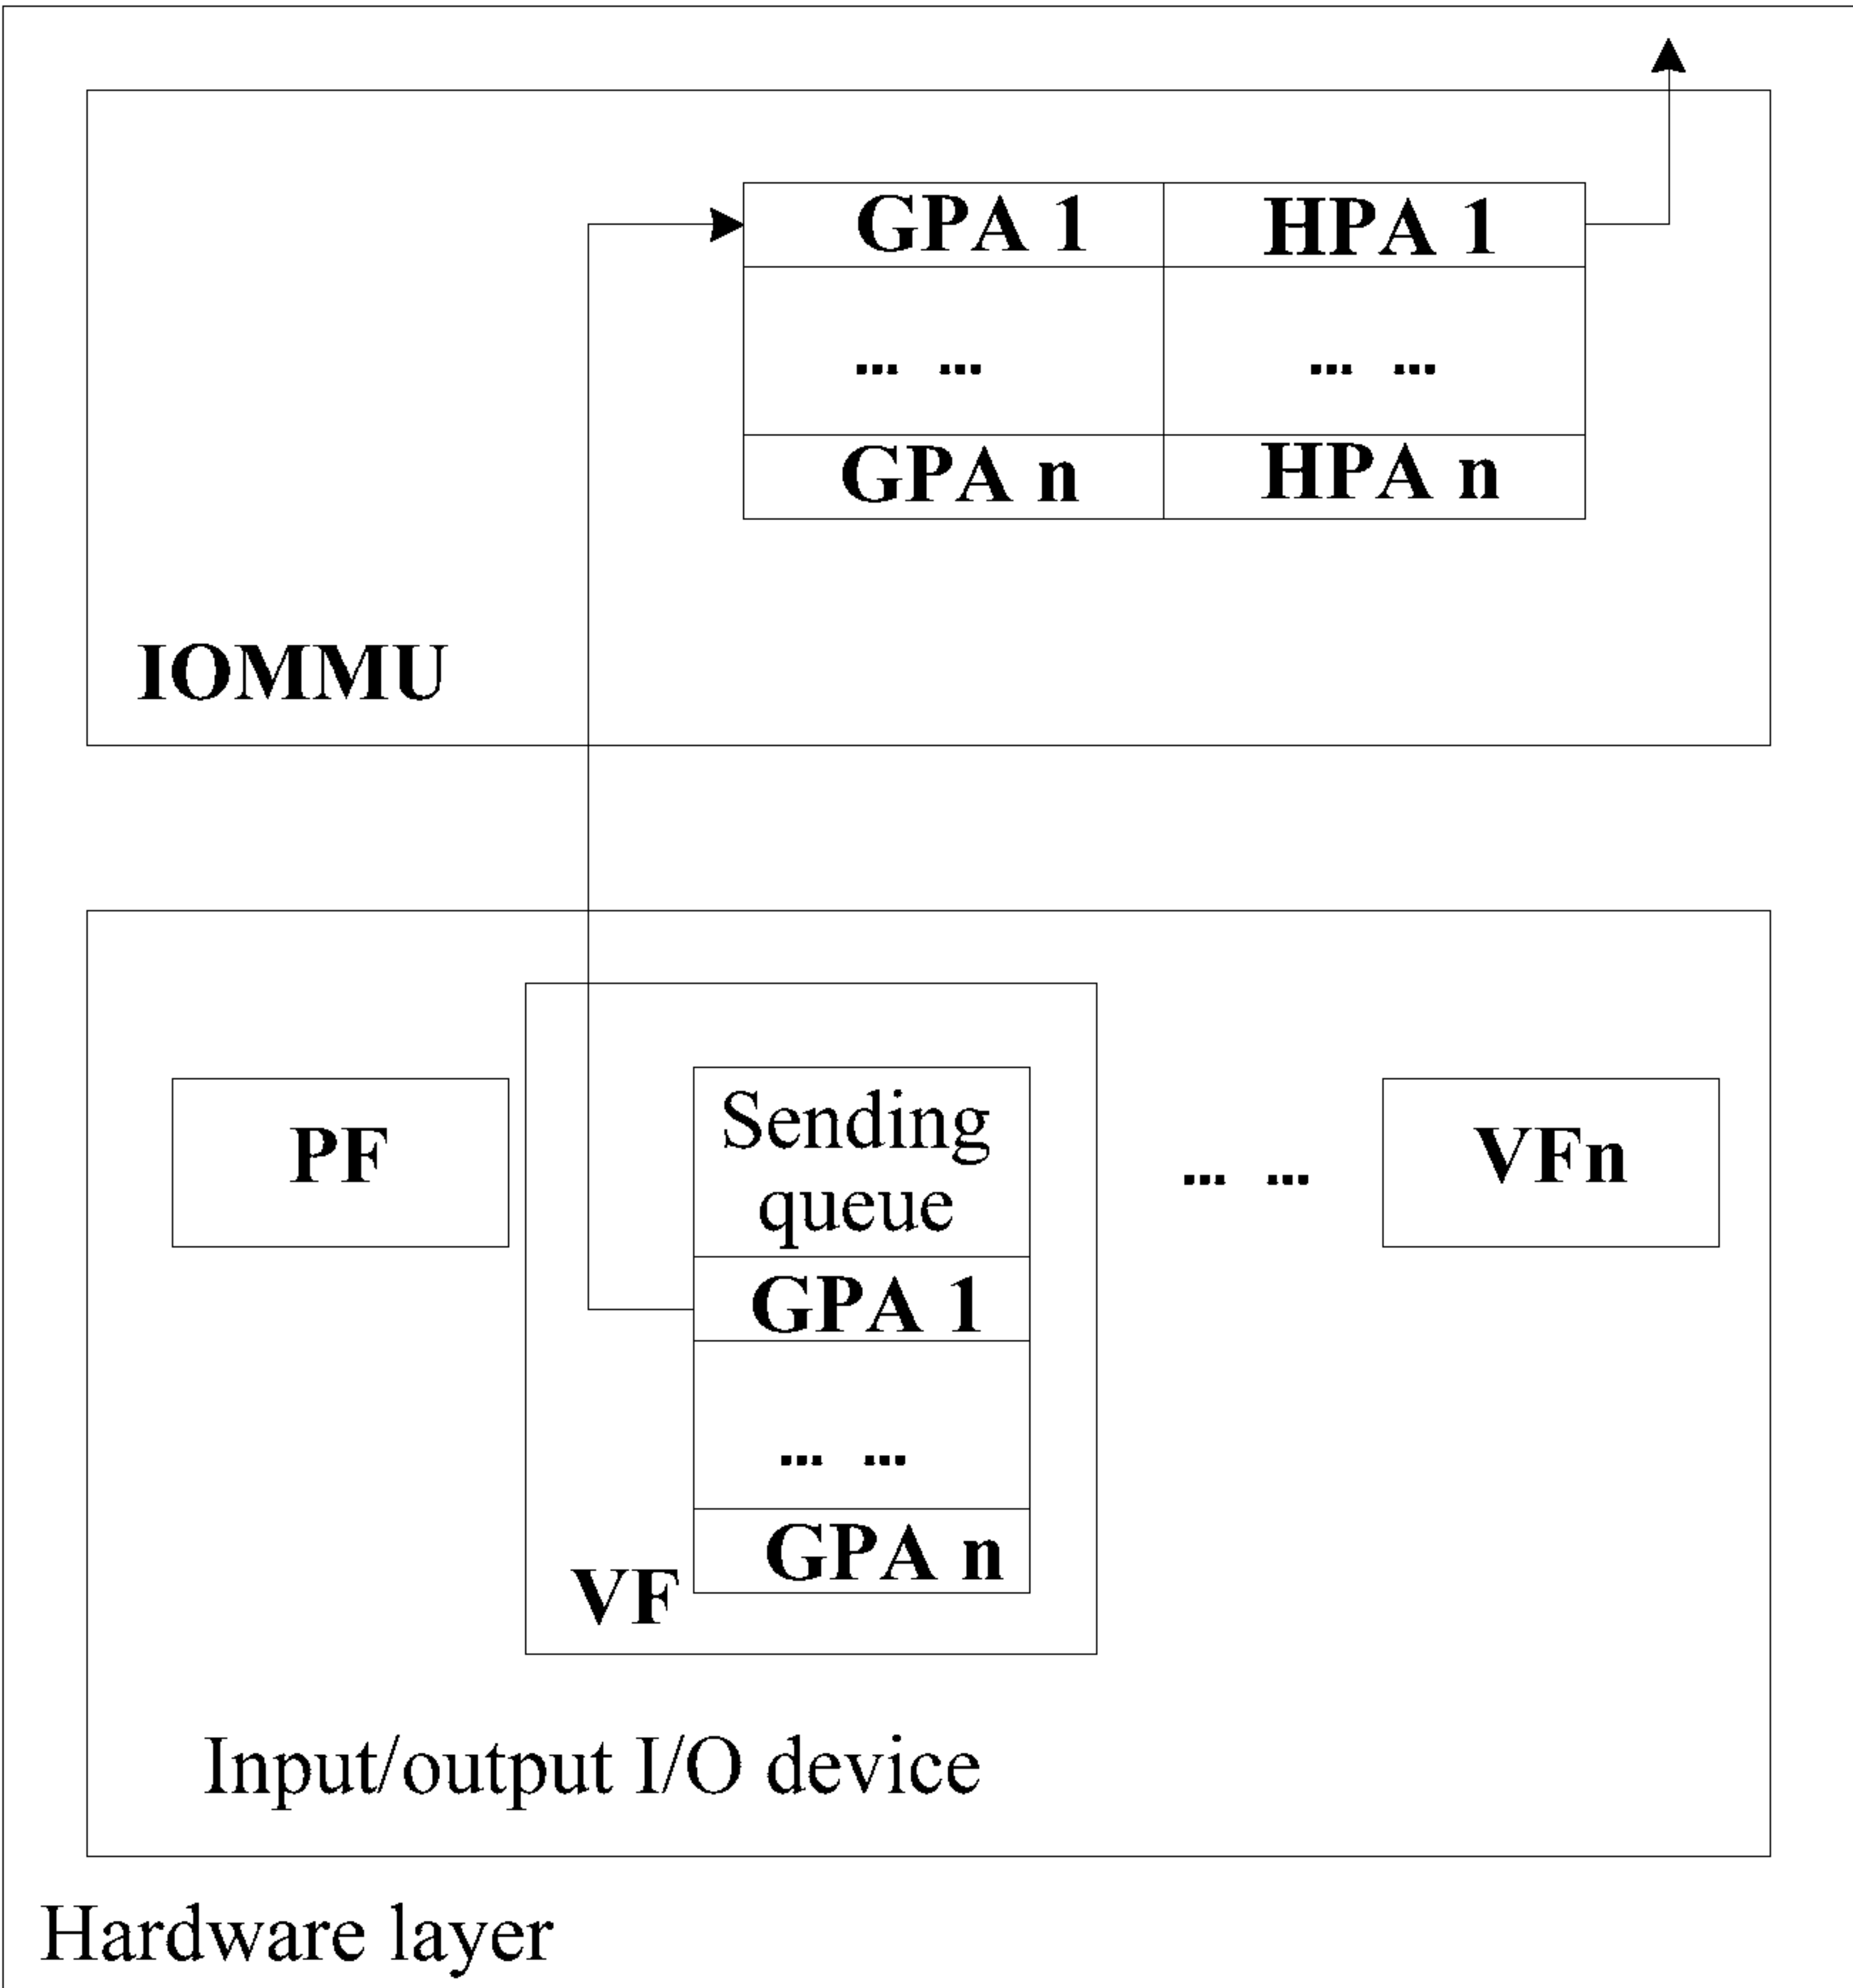 GPA 1 HPA 1
... ... ... ...
GPA n HPA n
IOMMU
Sending
queue
PF
... ...
VFn
GPA 1
... ...
GPA n
VF
Input/output I/O device
Hardware layer